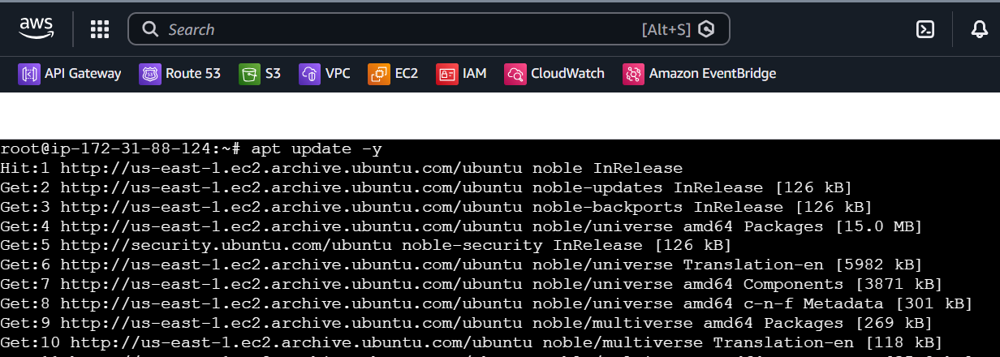 aws
Search [Alt+S]
API Gateway Route 53 S3 VPC EC2 IAM CloudWatch Amazon EventBridge
root@ip-172-31-88-124:~# apt update -y
Hit:1 http://us-east-1.ec2.archive.ubuntu.com/ubuntu noble InRelease
Get:2 http://us-east-1.ec2.archive.ubuntu.com/ubuntu noble-updates InRelease [126 kB]
Get:3 http://us-east-1.ec2.archive.ubuntu.com/ubuntu noble-backports InRelease [126 kB]
Get:4 http://us-east-1.ec2.archive.ubuntu.com/ubuntu noble/universe amd64 Packages [15.0 MB]
Get:5 http://security.ubuntu.com/ubuntu noble-security InRelease [126 kB]
Get:6 http://us-east-1.ec2.archive.ubuntu.com/ubuntu noble/universe Translation-en [5982 kB]
Get:7 http://us-east-1.ec2.archive.ubuntu.com/ubuntu noble/universe amd64 Components [3871 kB]
Get:8 http://us-east-1.ec2.archive.ubuntu.com/ubuntu noble/universe amd64 c-n-f Metadata [301 kB]
Get:9 http://us-east-1.ec2.archive.ubuntu.com/ubuntu noble/multiverse amd64 Packages [269 kB]
Get:10 http://us-east-1.ec2.archive.ubuntu.com/ubuntu noble/multiverse Translation-en [118 kB]